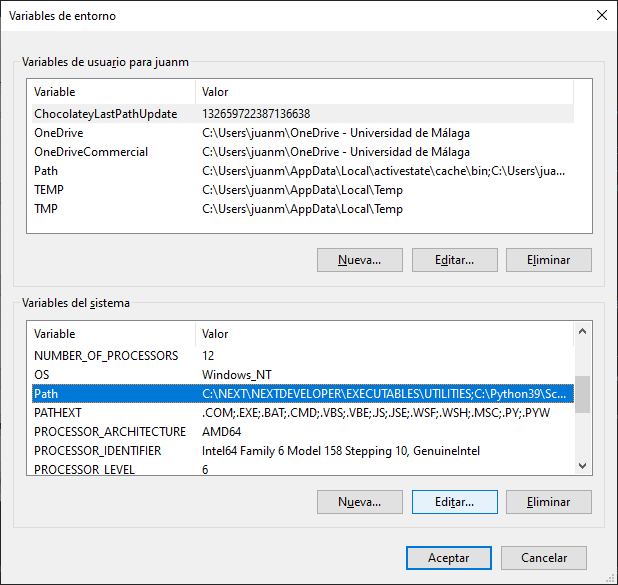 Variables de entorno
Variables de usuario para juanm
Variable Valor
ChocolateyLastPathUpdate 132659722387136638
OneDrive C:\Users\juanm\OneDrive - Universidad de Málaga
OneDriveCommercial C:\Users\juanm\OneDrive - Universidad de Málaga
Path C:\Users\juanm\AppData\Local\activestate\cache\bin;C:\Users\jua...
TEMP C:\Users\juanm\AppData\Local\Temp
TMP C:\Users\juanm\AppData\Local\Temp
Nueva... Editar... Eliminar
Variables del sistema
Variable Valor
NUMBER_OF_PROCESSORS 12
OS Windows_NT
Path C:\NEXT\NEXTDEVELOPER\EXECUTABLES\UTILITIES;C:\Python39\Sc...
PATHEXT .COM;.EXE;.BAT;.CMD;.VBS;.VBE;.JS;.JSE;.WSF;.WSH;.MSC;.PY;.PYW
PROCESSOR_ARCHITECTURE AMD64
PROCESSOR_IDENTIFIER Intel64 Family 6 Model 158 Stepping 10, GenuineIntel
PROCESSOR_LEVEL 6
Nueva... Editar... Eliminar
Aceptar Cancelar